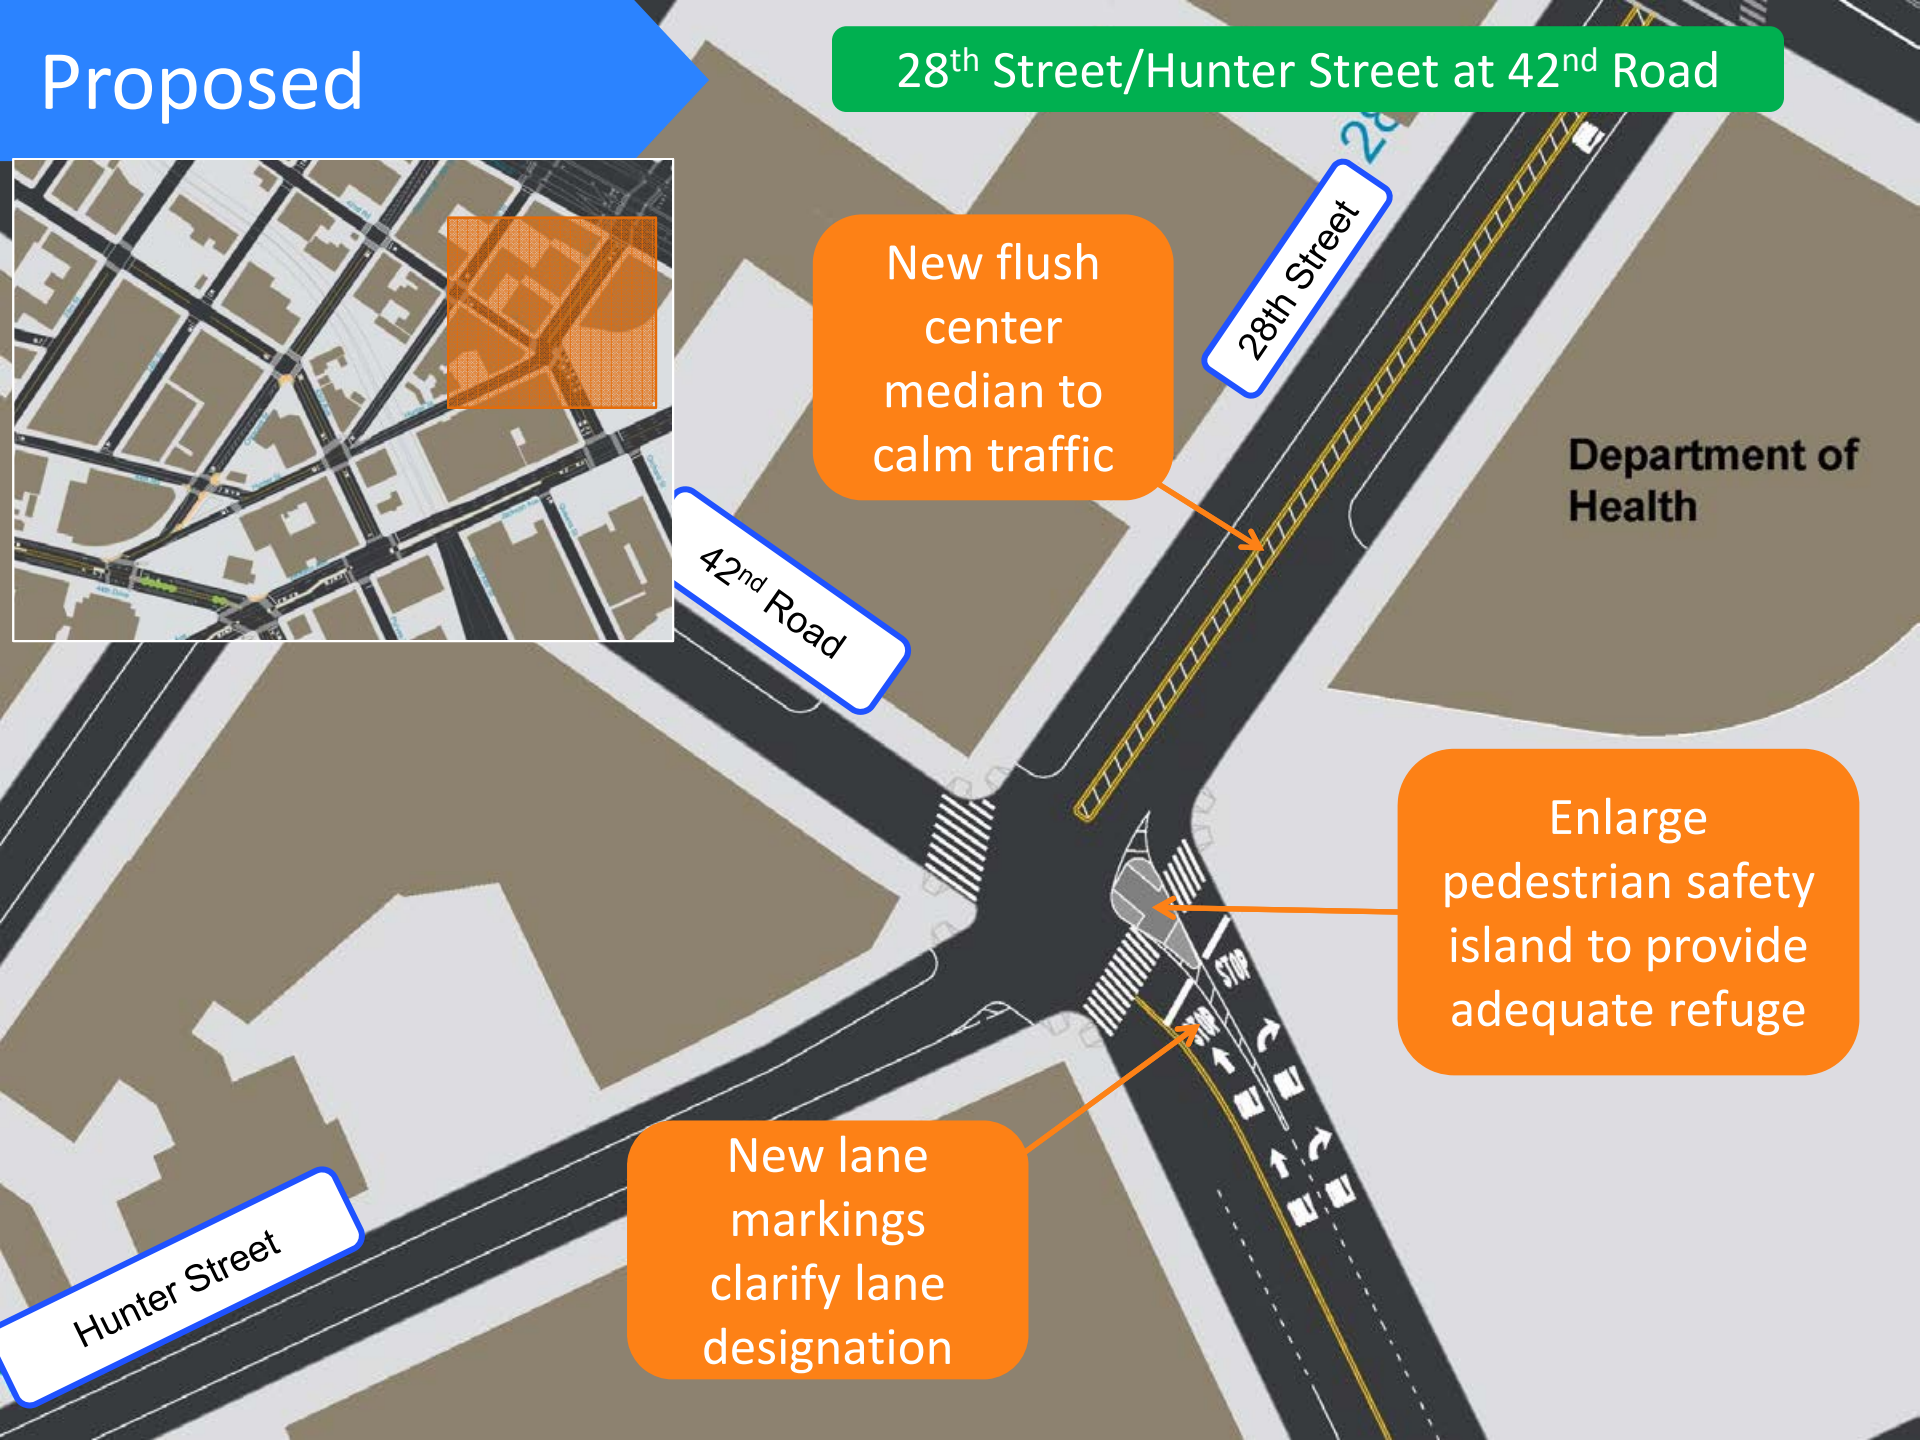 Proposed
28th Street/Hunter Street at 42nd Road
28
28th Street
New flush
center
median to
calm traffic
Department of
Health
42nd Road
Enlarge
pedestrian safety
island to provide
adequate refuge
STOP
STOP
New lane
markings
clarify lane
designation
Hunter Street